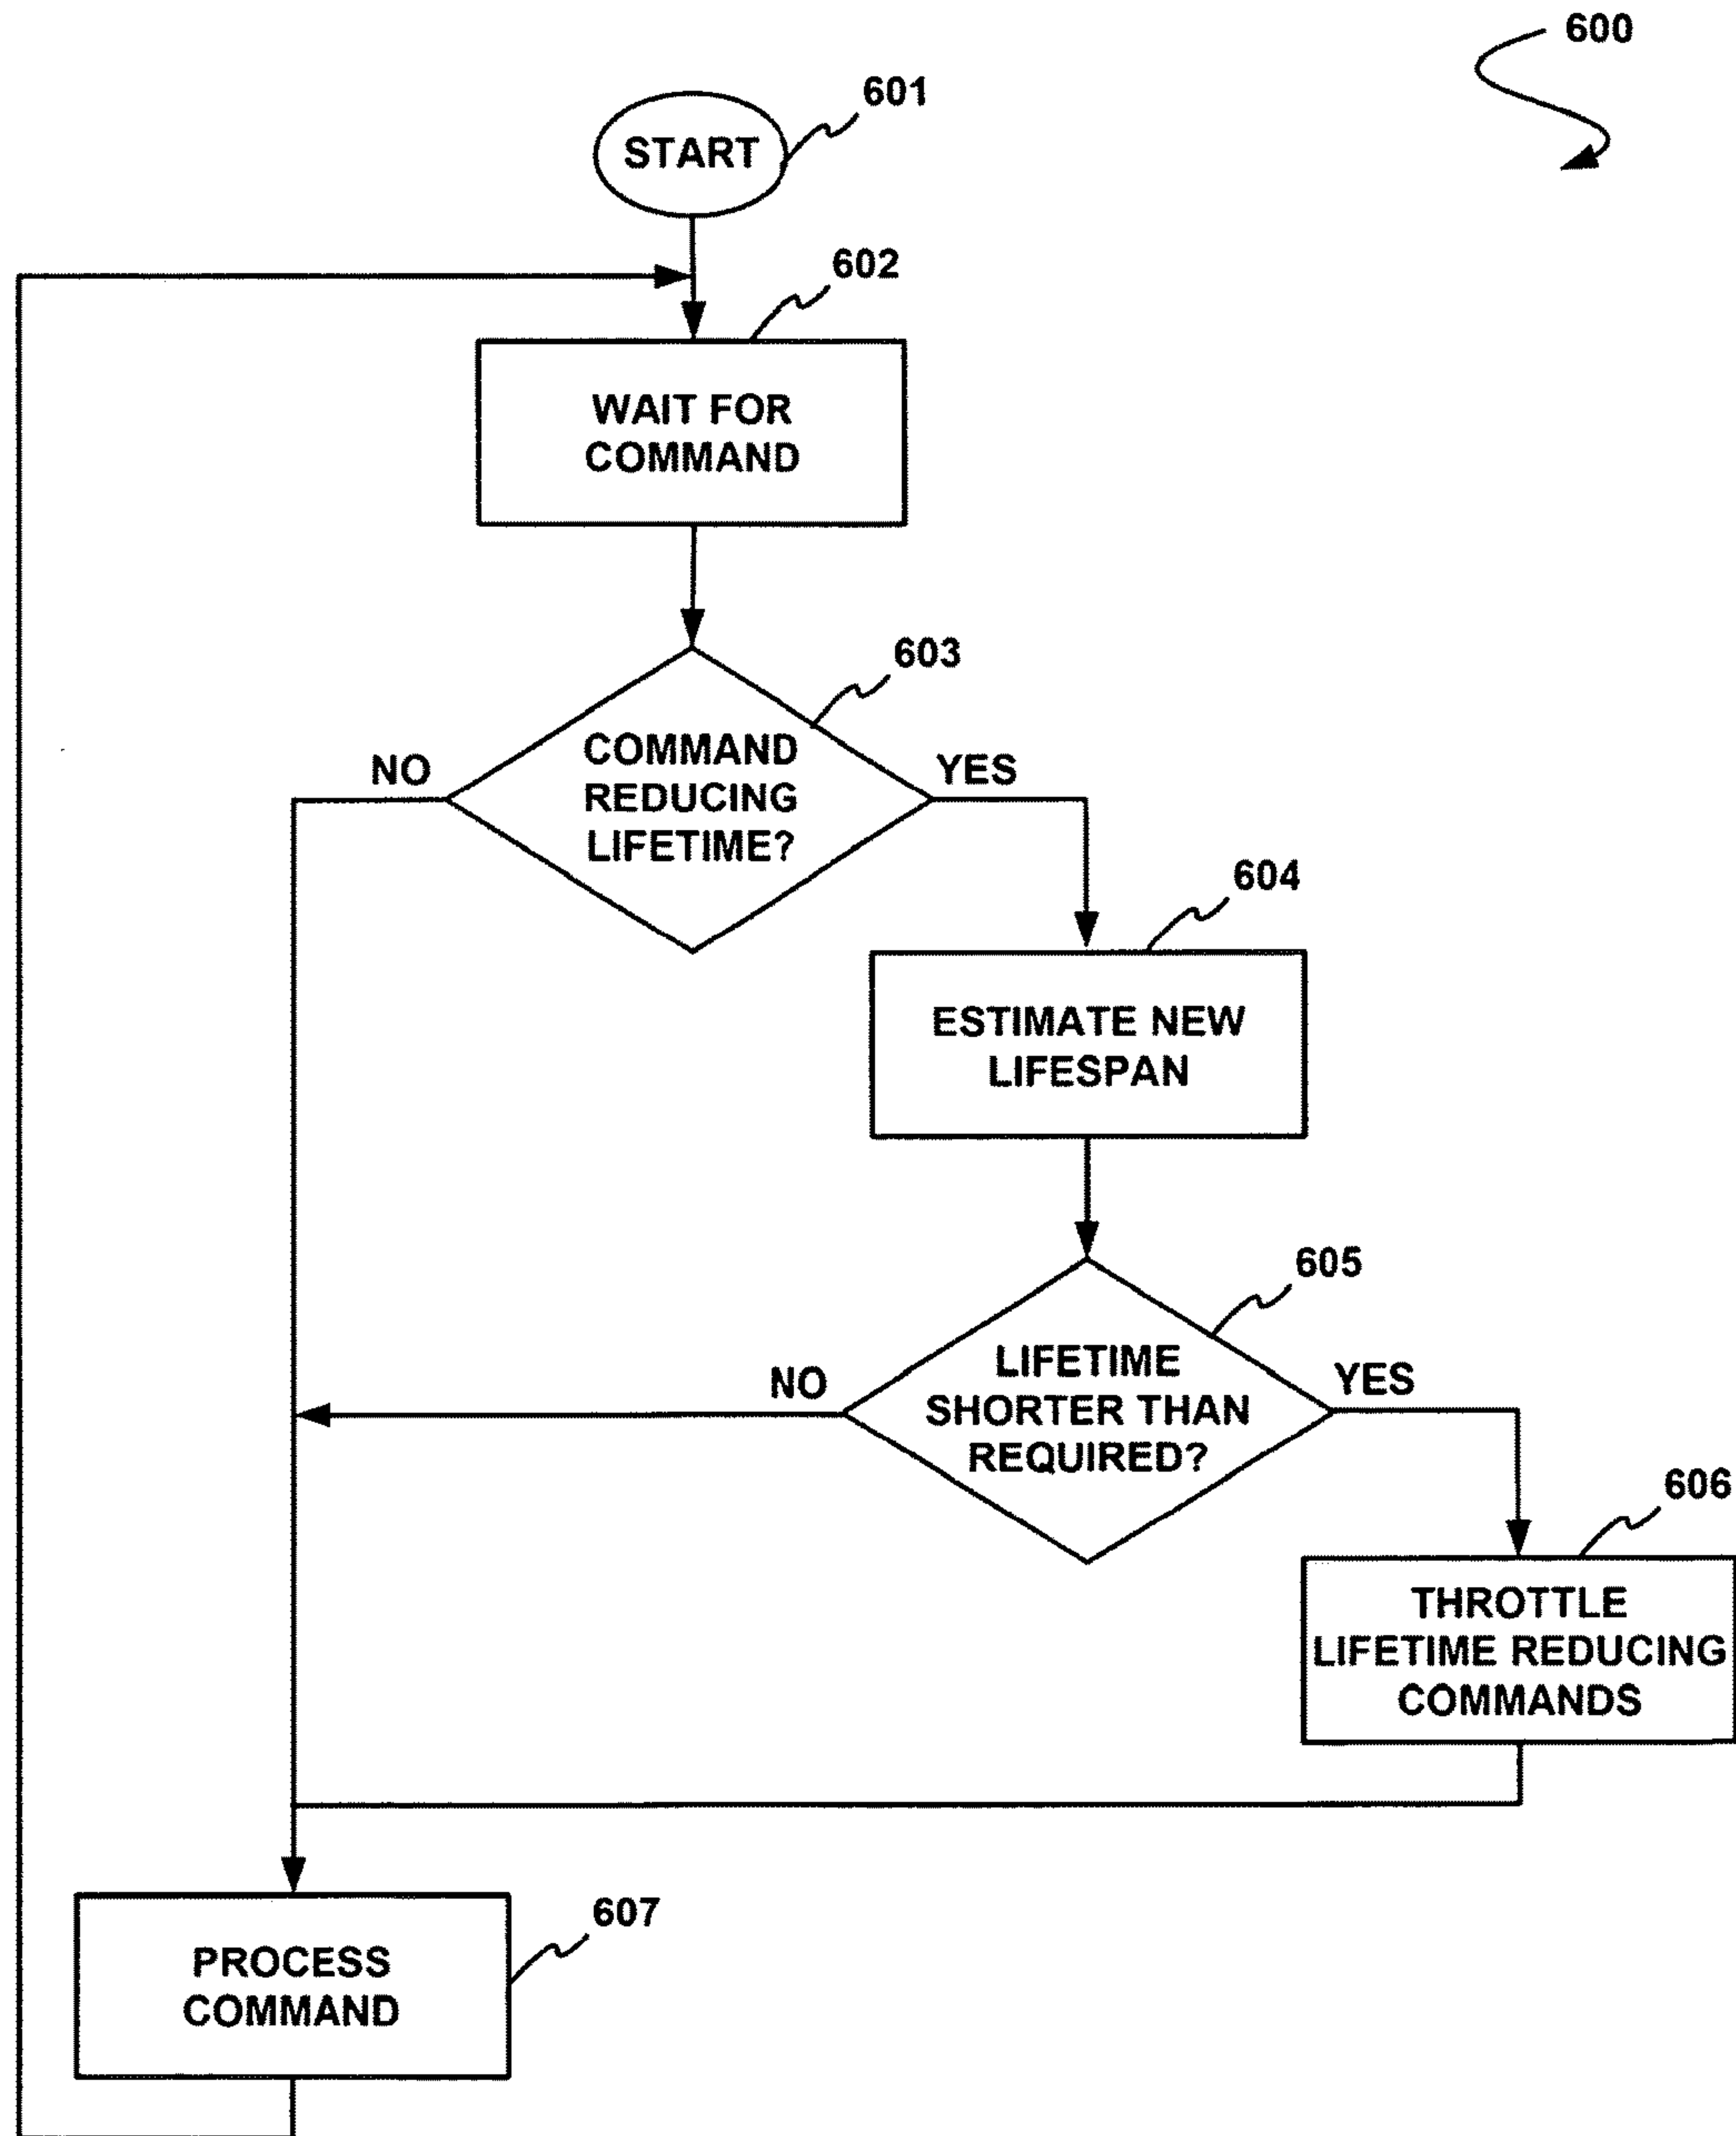 600
601
START
602
WAIT FOR
COMMAND
603
COMMAND
REDUCING
LIFETIME?
NO
YES
604
ESTIMATE NEW
LIFESPAN
605
LIFETIME
SHORTER THAN
REQUIRED?
NO
YES
606
THROTTLE
LIFETIME REDUCING
COMMANDS
607
PROCESS
COMMAND